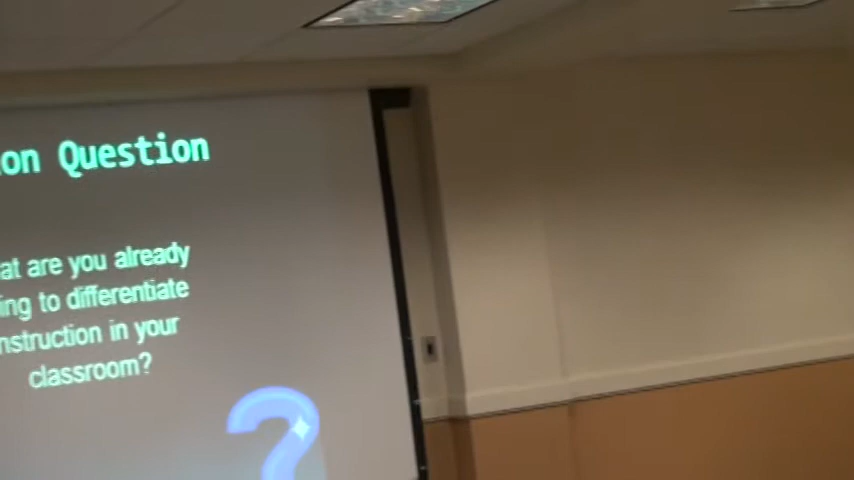 on Question
at are you already
ing to differentiate
nstruction in your
classroom?
?